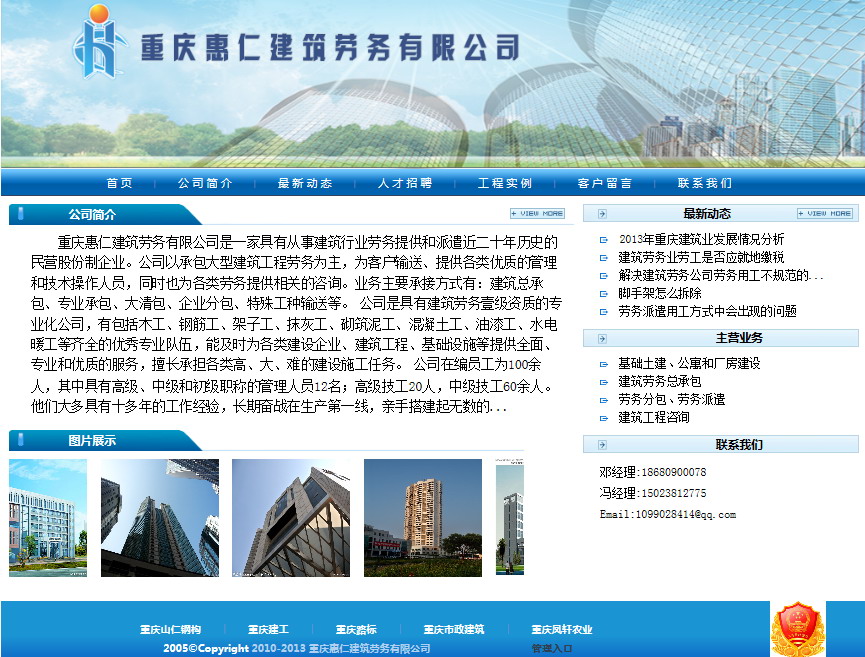 重庆惠仁建筑劳务有限公司
首页 公司简介 最新动态 人才招聘 工程实例 客户留言 联系我们
公司简介
+ VIEW MORE
重庆惠仁建筑劳务有限公司是一家具有从事建筑行业劳务提供和派遣近二十年历史的
民营股份制企业。公司以承包大型建筑工程劳务为主，为客户输送、提供各类优质的管理
和技术操作人员，同时也为各类劳务提供相关的咨询。业务主要承接方式有：建筑总承
包、专业承包、大清包、企业分包、特殊工种输送等。 公司是具有建筑劳务壹级资质的专
业化公司，有包括木工、钢筋工、架子工、抹灰工、砌筑泥工、混凝土工、油漆工、水电
暖工等齐全的优秀专业队伍，能及时为各类建设企业、建筑工程、基础设施等提供全面、
专业和优质的服务，擅长承担各类高、大、难的建设施工任务。 公司在编员工为100余
人，其中具有高级、中级和初级职称的管理人员12名；高级技工20人，中级技工60余人。
他们大多具有十多年的工作经验，长期奋战在生产第一线，亲手搭建起无数的...
图片展示
最新动态
+ VIEW MORE
2013年重庆建筑业发展情况分析
建筑劳务业劳工是否应就地缴税
解决建筑劳务公司劳务用工不规范的...
脚手架怎么拆除
劳务派遣用工方式中会出现的问题
主营业务
基础土建、公寓和厂房建设
建筑劳务总承包
劳务分包、劳务派遣
建筑工程咨询
联系我们
邓经理:18680900078
冯经理:15023812775
Email:1099028414@qq.com
重庆山仁钢构 重庆建工 重庆路标 重庆市政建筑 重庆凤轩农业
2005©Copyright 2010-2013 重庆惠仁建筑劳务有限公司 管理入口